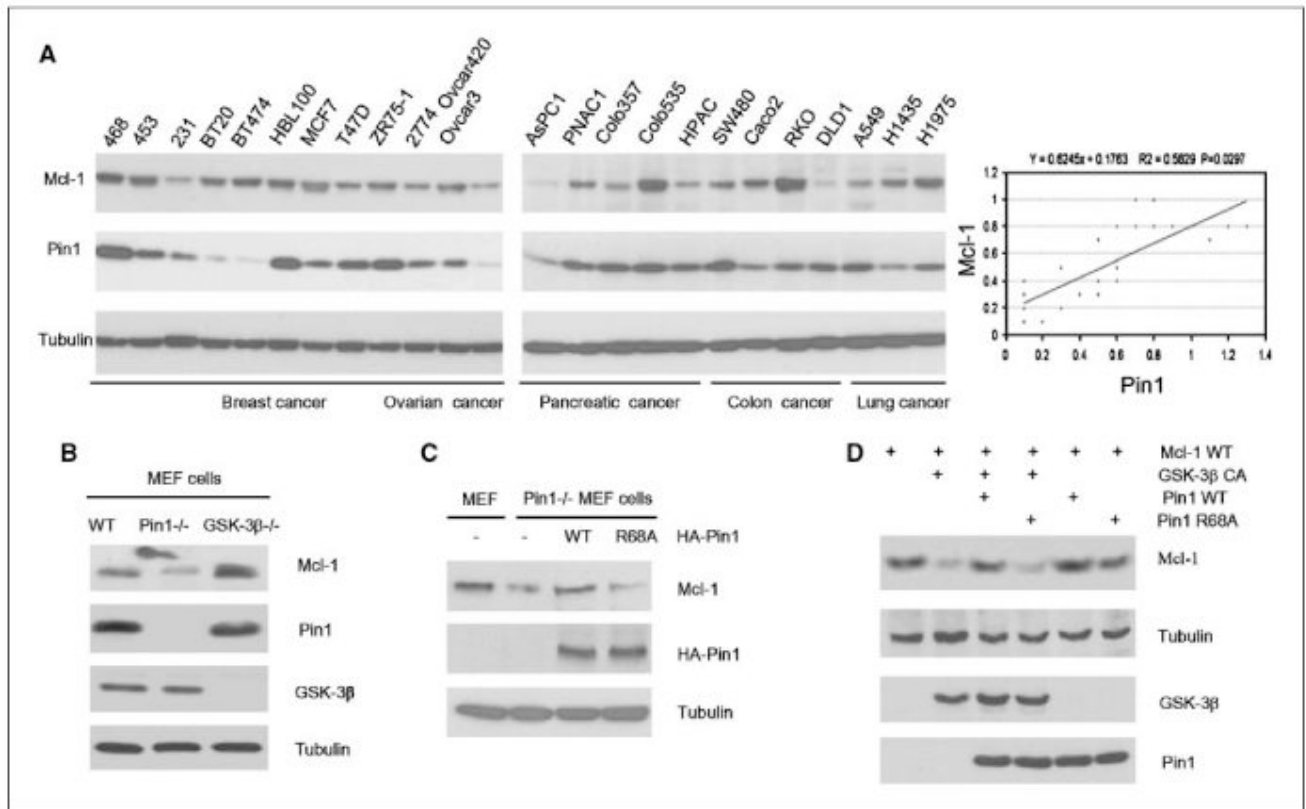 A
468 453 231 BT20 BT474 HBL100 MCF7 T47D ZR75-1 2774 Ovcar420 Ovcar3
AsPC1 PNAC1 Colo357 Colo535 HPAC SW480 Caco2 RKO DLD1 A549 H1435 H1975
Mcl-1
Pin1
Tubulin
Breast cancer Ovarian cancer Pancreatic cancer Colon cancer Lung cancer
Y = 0.6245x + 0.1763 R2 = 0.5829 P=0.0297
Mcl-1
1.2
1
0.8
0.6
0.4
0.2
0
0 0.2 0.4 0.6 0.8 1 1.2 1.4
Pin1
B
MEF cells
WT Pin1-/- GSK-3β-/-
Mcl-1
Pin1
GSK-3β
Tubulin
C
MEF Pin1-/- MEF cells
- - WT R68A HA-Pin1
Mcl-1
HA-Pin1
Tubulin
D
+ + + + + + Mcl-1 WT
+ + + GSK-3β CA
+ + Pin1 WT
+ + Pin1 R68A
Mcl-1
Tubulin
GSK-3β
Pin1